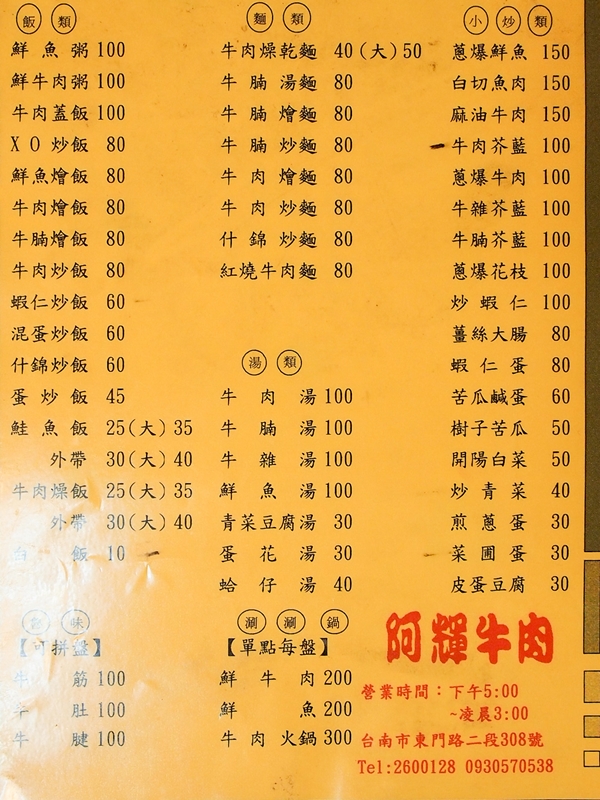 飯類
鮮魚粥 100
鮮牛肉粥 100
牛肉蓋飯 100
XO炒飯 80
鮮魚燴飯 80
牛肉燴飯 80
牛腩燴飯 80
牛肉炒飯 80
蝦仁炒飯 60
混蛋炒飯 60
什錦炒飯 60
蛋炒飯 45
鮭魚飯 25(大)35
外帶 30(大)40
牛肉燥飯 25(大)35
外帶 30(大)40
白飯 10
麵類
牛肉燥乾麵 40(大)50
牛腩湯麵 80
牛腩燴麵 80
牛腩炒麵 80
牛肉燴麵 80
牛肉炒麵 80
什錦炒麵 80
紅燒牛肉麵 80
湯類
牛肉湯 100
牛腩湯 100
牛雜湯 100
鮮魚湯 100
青菜豆腐湯 30
蛋花湯 30
蛤仔湯 40
小炒類
蔥爆鮮魚 150
白切魚肉 150
麻油牛肉 150
牛肉芥藍 100
蔥爆牛肉 100
牛雜芥藍 100
牛腩芥藍 100
蔥爆花枝 100
炒蝦仁 100
薑絲大腸 80
蝦仁蛋 80
苦瓜鹹蛋 60
樹子苦瓜 50
開陽白菜 50
炒青菜 40
煎蔥蛋 30
菜圃蛋 30
皮蛋豆腐 30
味
【可拼盤】
牛筋 100
牛肚 100
牛腱 100
涮涮鍋
【單點每盤】
鮮牛肉 200
鮮魚 200
牛肉火鍋 300
阿輝牛肉
營業時間：下午5:00
~凌晨3:00
台南市東門路二段308號
Tel:2600128 0930570538